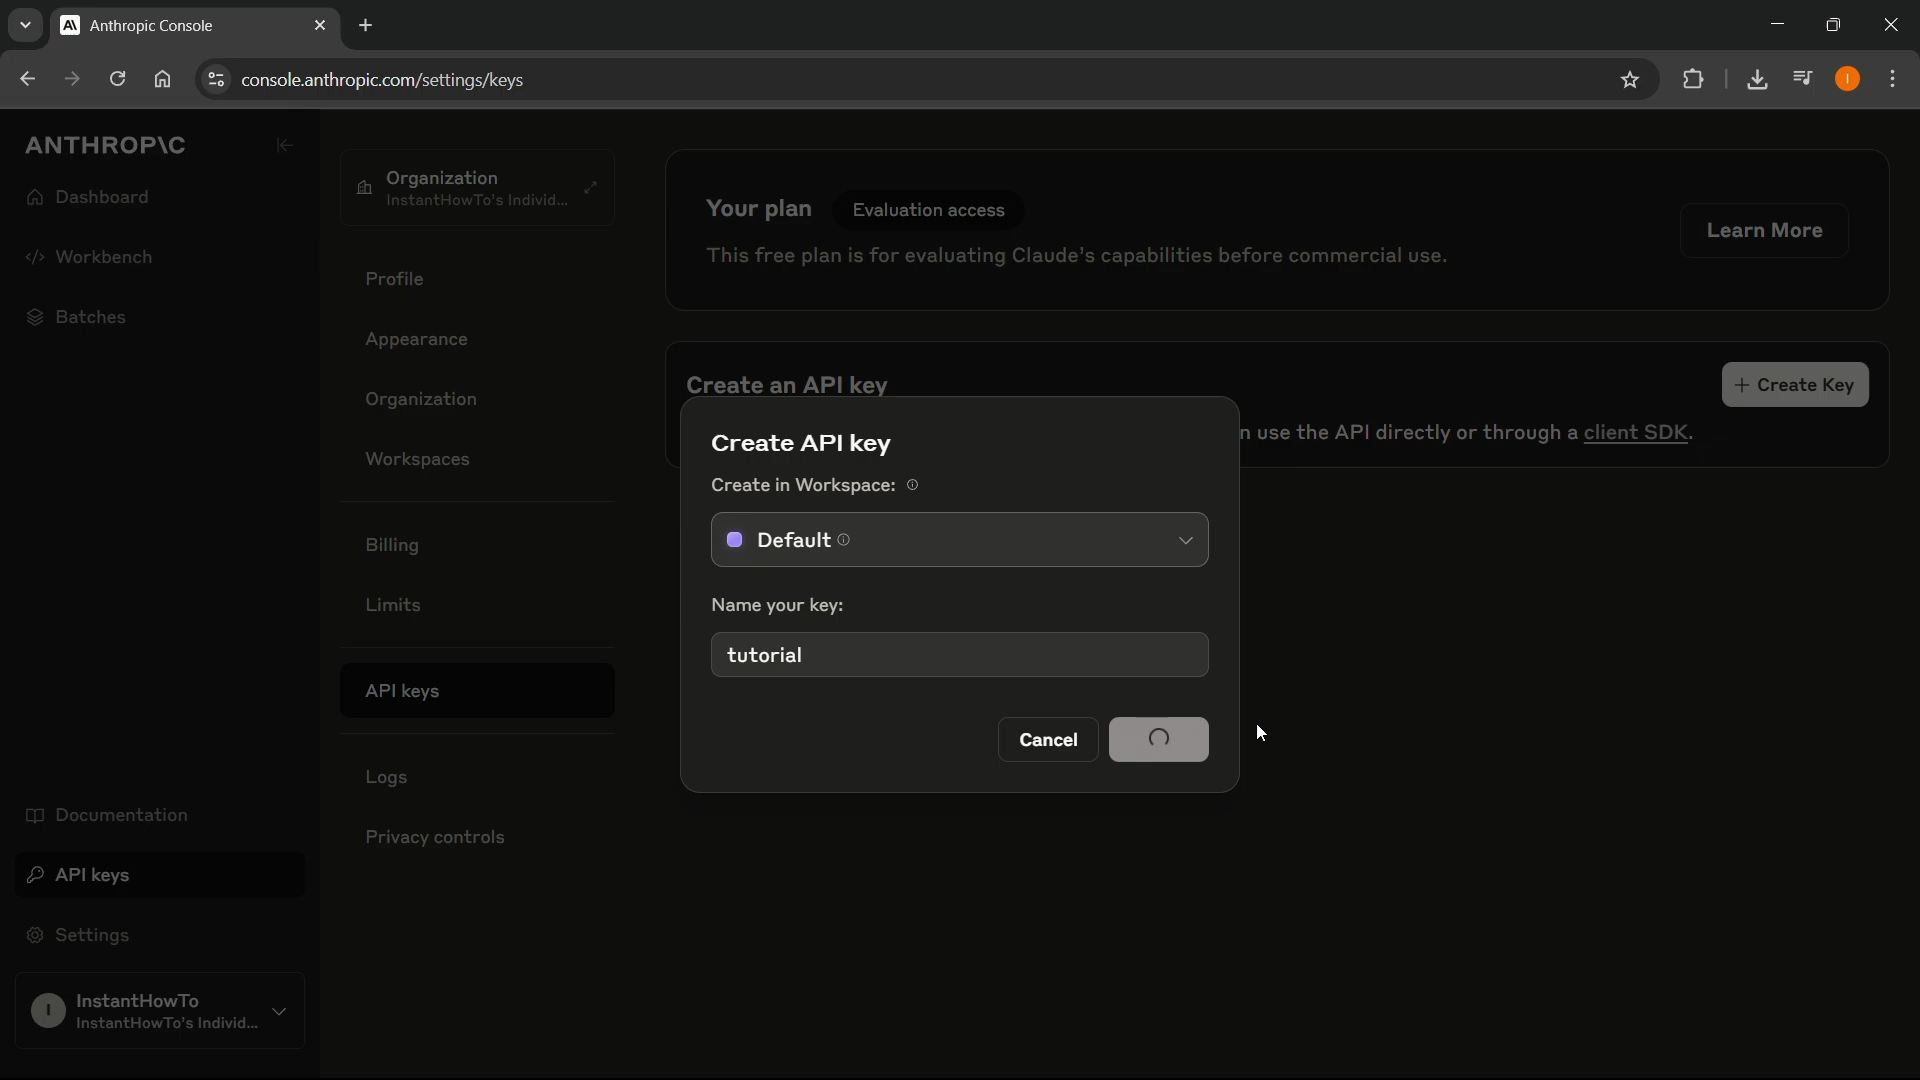 Anthropic Console
console.anthropic.com/settings/keys
I
ANTHROP\C
Dashboard
Workbench
Batches
Documentation
API keys
Settings
I
InstantHowTo
InstantHowTo's Individ...
Organization
InstantHowTo's Individ...
Profile
Appearance
Organization
Workspaces
Billing
Limits
API keys
Logs
Privacy controls
Your plan
Evaluation access
This free plan is for evaluating Claude's capabilities before commercial use.
Learn More
Create an API key
+ Create Key
n use the API directly or through a client SDK.
Create API key
Create in Workspace:
Default
Name your key:
tutorial
Cancel